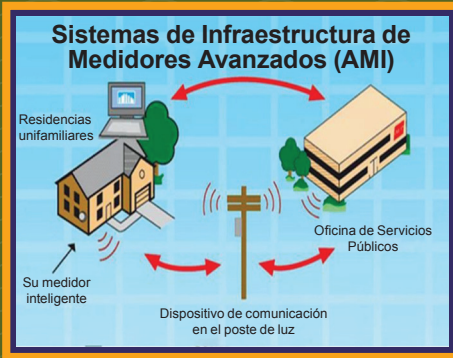 Sistemas de Infraestructura de
Medidores Avanzados (AMI)
Residencias
unifamiliares
Oficina de Servicios
Públicos
Su medidor
inteligente
Dispositivo de comunicación
en el poste de luz